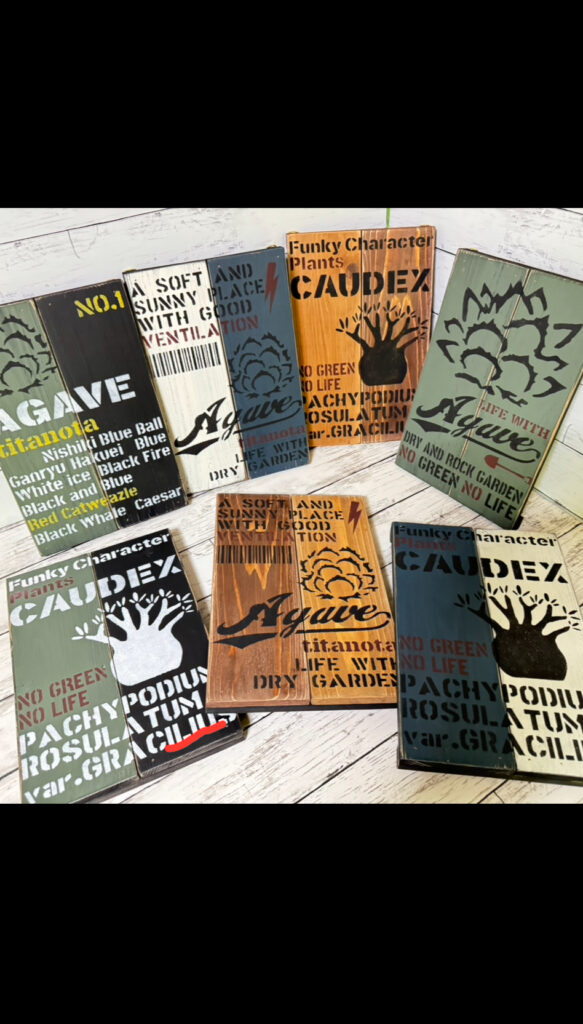 NO.1
AGAVE
titanota
Nishiki Blue Ball
Ganryu Hakuei Blue
White ice Black Fire
Black and Blue
Red Catweazle
Black Whale Caesar
A SOFT AND
SUNNY PLACE
WITH GOOD
VENTILATION
Agave
titanota
LIFE WITH
DRY GARDEN
Funky Character
Plants
CAUDEX
NO GREEN
NO LIFE
PACHYPODIUM
ROSULATUM
var.GRACILIUS
LIFE WITH
Agave
DRY AND ROCK GARDEN
NO GREEN NO LIFE
Funky Character
Plants
CAUDEX
NO GREEN
NO LIFE
PACHYPODIUM
ROSULATUM
A SOFT AND
SUNNY PLACE
WITH GOOD
VENTILATION
Agave
titanota
LIFE WITH
DRY GARDEN
Funky Character
Plants
CAUDEX
NO GREEN
NO LIFE
PACHYPODIUM
ROSULATUM